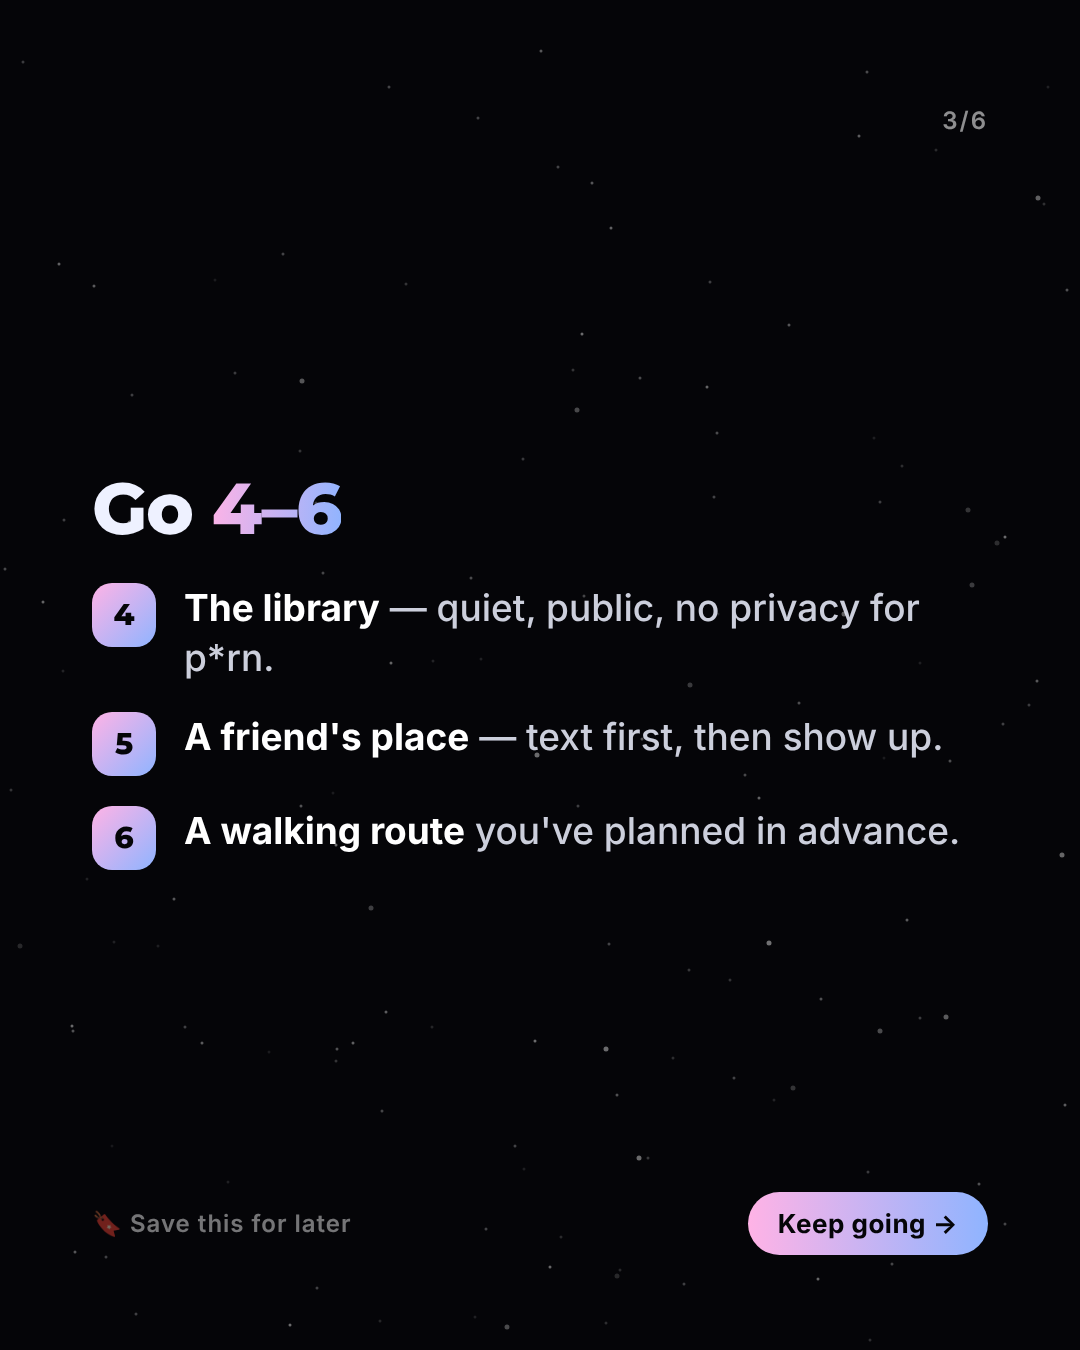 3/6
Go 4–6
4 The library — quiet, public, no privacy for
p*rn.
5 A friend's place — text first, then show up.
6 A walking route you've planned in advance.
🔖 Save this for later
Keep going →